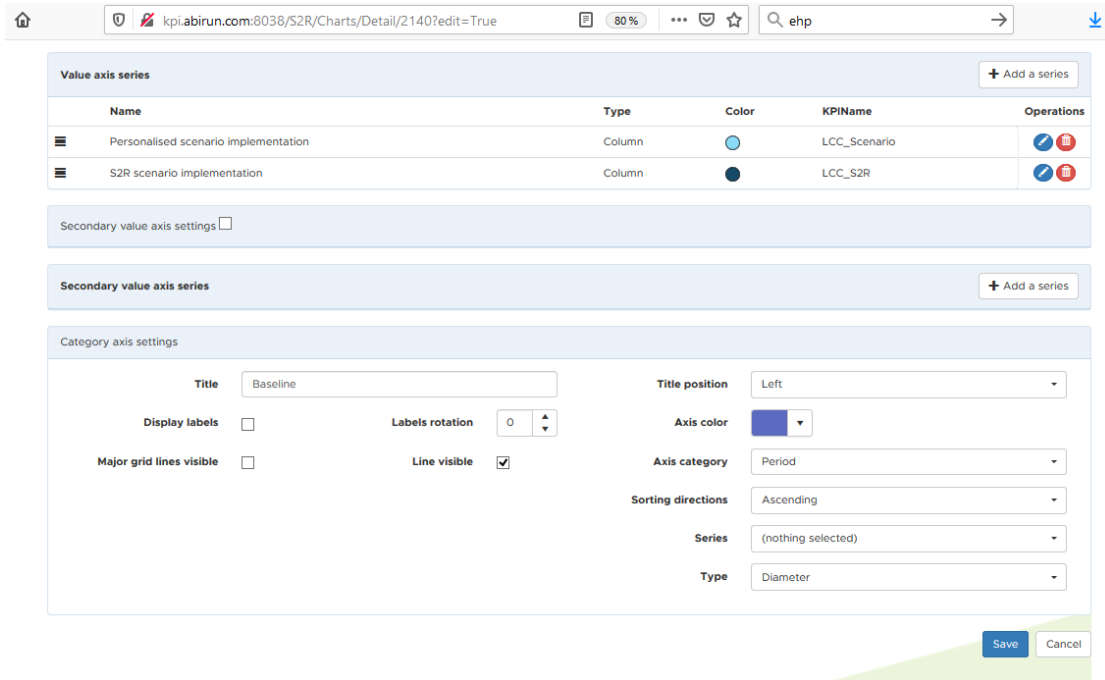 kpi.abirun.com:8038/S2R/Charts/Detail/2140?edit=True 80% ehp
Value axis series Add a series
Name Type Color KPIName Operations
Personalised scenario implementation Column LCC_Scenario
S2R scenario implementation Column LCC_S2R
Secondary value axis settings
Secondary value axis series Add a series
Category axis settings
Title Baseline Title position Left
Display labels Labels rotation 0 Axis color
Major grid lines visible Line visible Axis category Period
Sorting directions Ascending
Series (nothing selected)
Type Diameter
Save Cancel